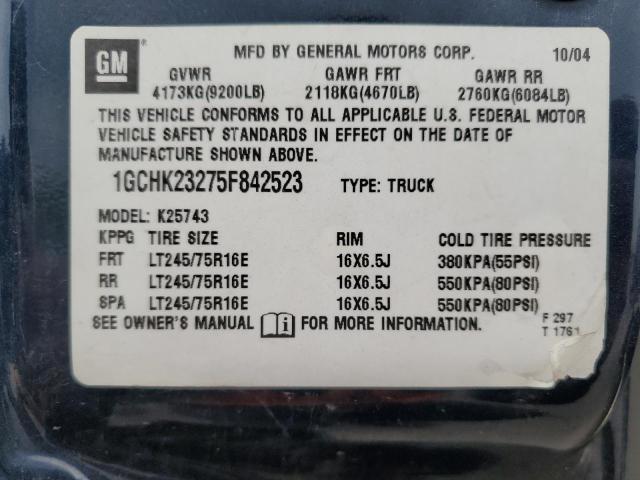 GM
MFD BY GENERAL MOTORS CORP. 10/04
GVWR GAWR FRT GAWR RR
4173KG(9200LB) 2118KG(4670LB) 2760KG(6084LB)
THIS VEHICLE CONFORMS TO ALL APPLICABLE U.S. FEDERAL MOTOR
VEHICLE SAFETY STANDARDS IN EFFECT ON THE DATE OF
MANUFACTURE SHOWN ABOVE.
1GCHK23275F842523 TYPE: TRUCK
MODEL: K25743
KPPG TIRE SIZE RIM COLD TIRE PRESSURE
FRT LT245/75R16E 16X6.5J 380KPA(55PSI)
RR LT245/75R16E 16X6.5J 550KPA(80PSI)
SPA LT245/75R16E 16X6.5J 550KPA(80PSI)
SEE OWNER'S MANUAL i FOR MORE INFORMATION.
F 297
T 1761